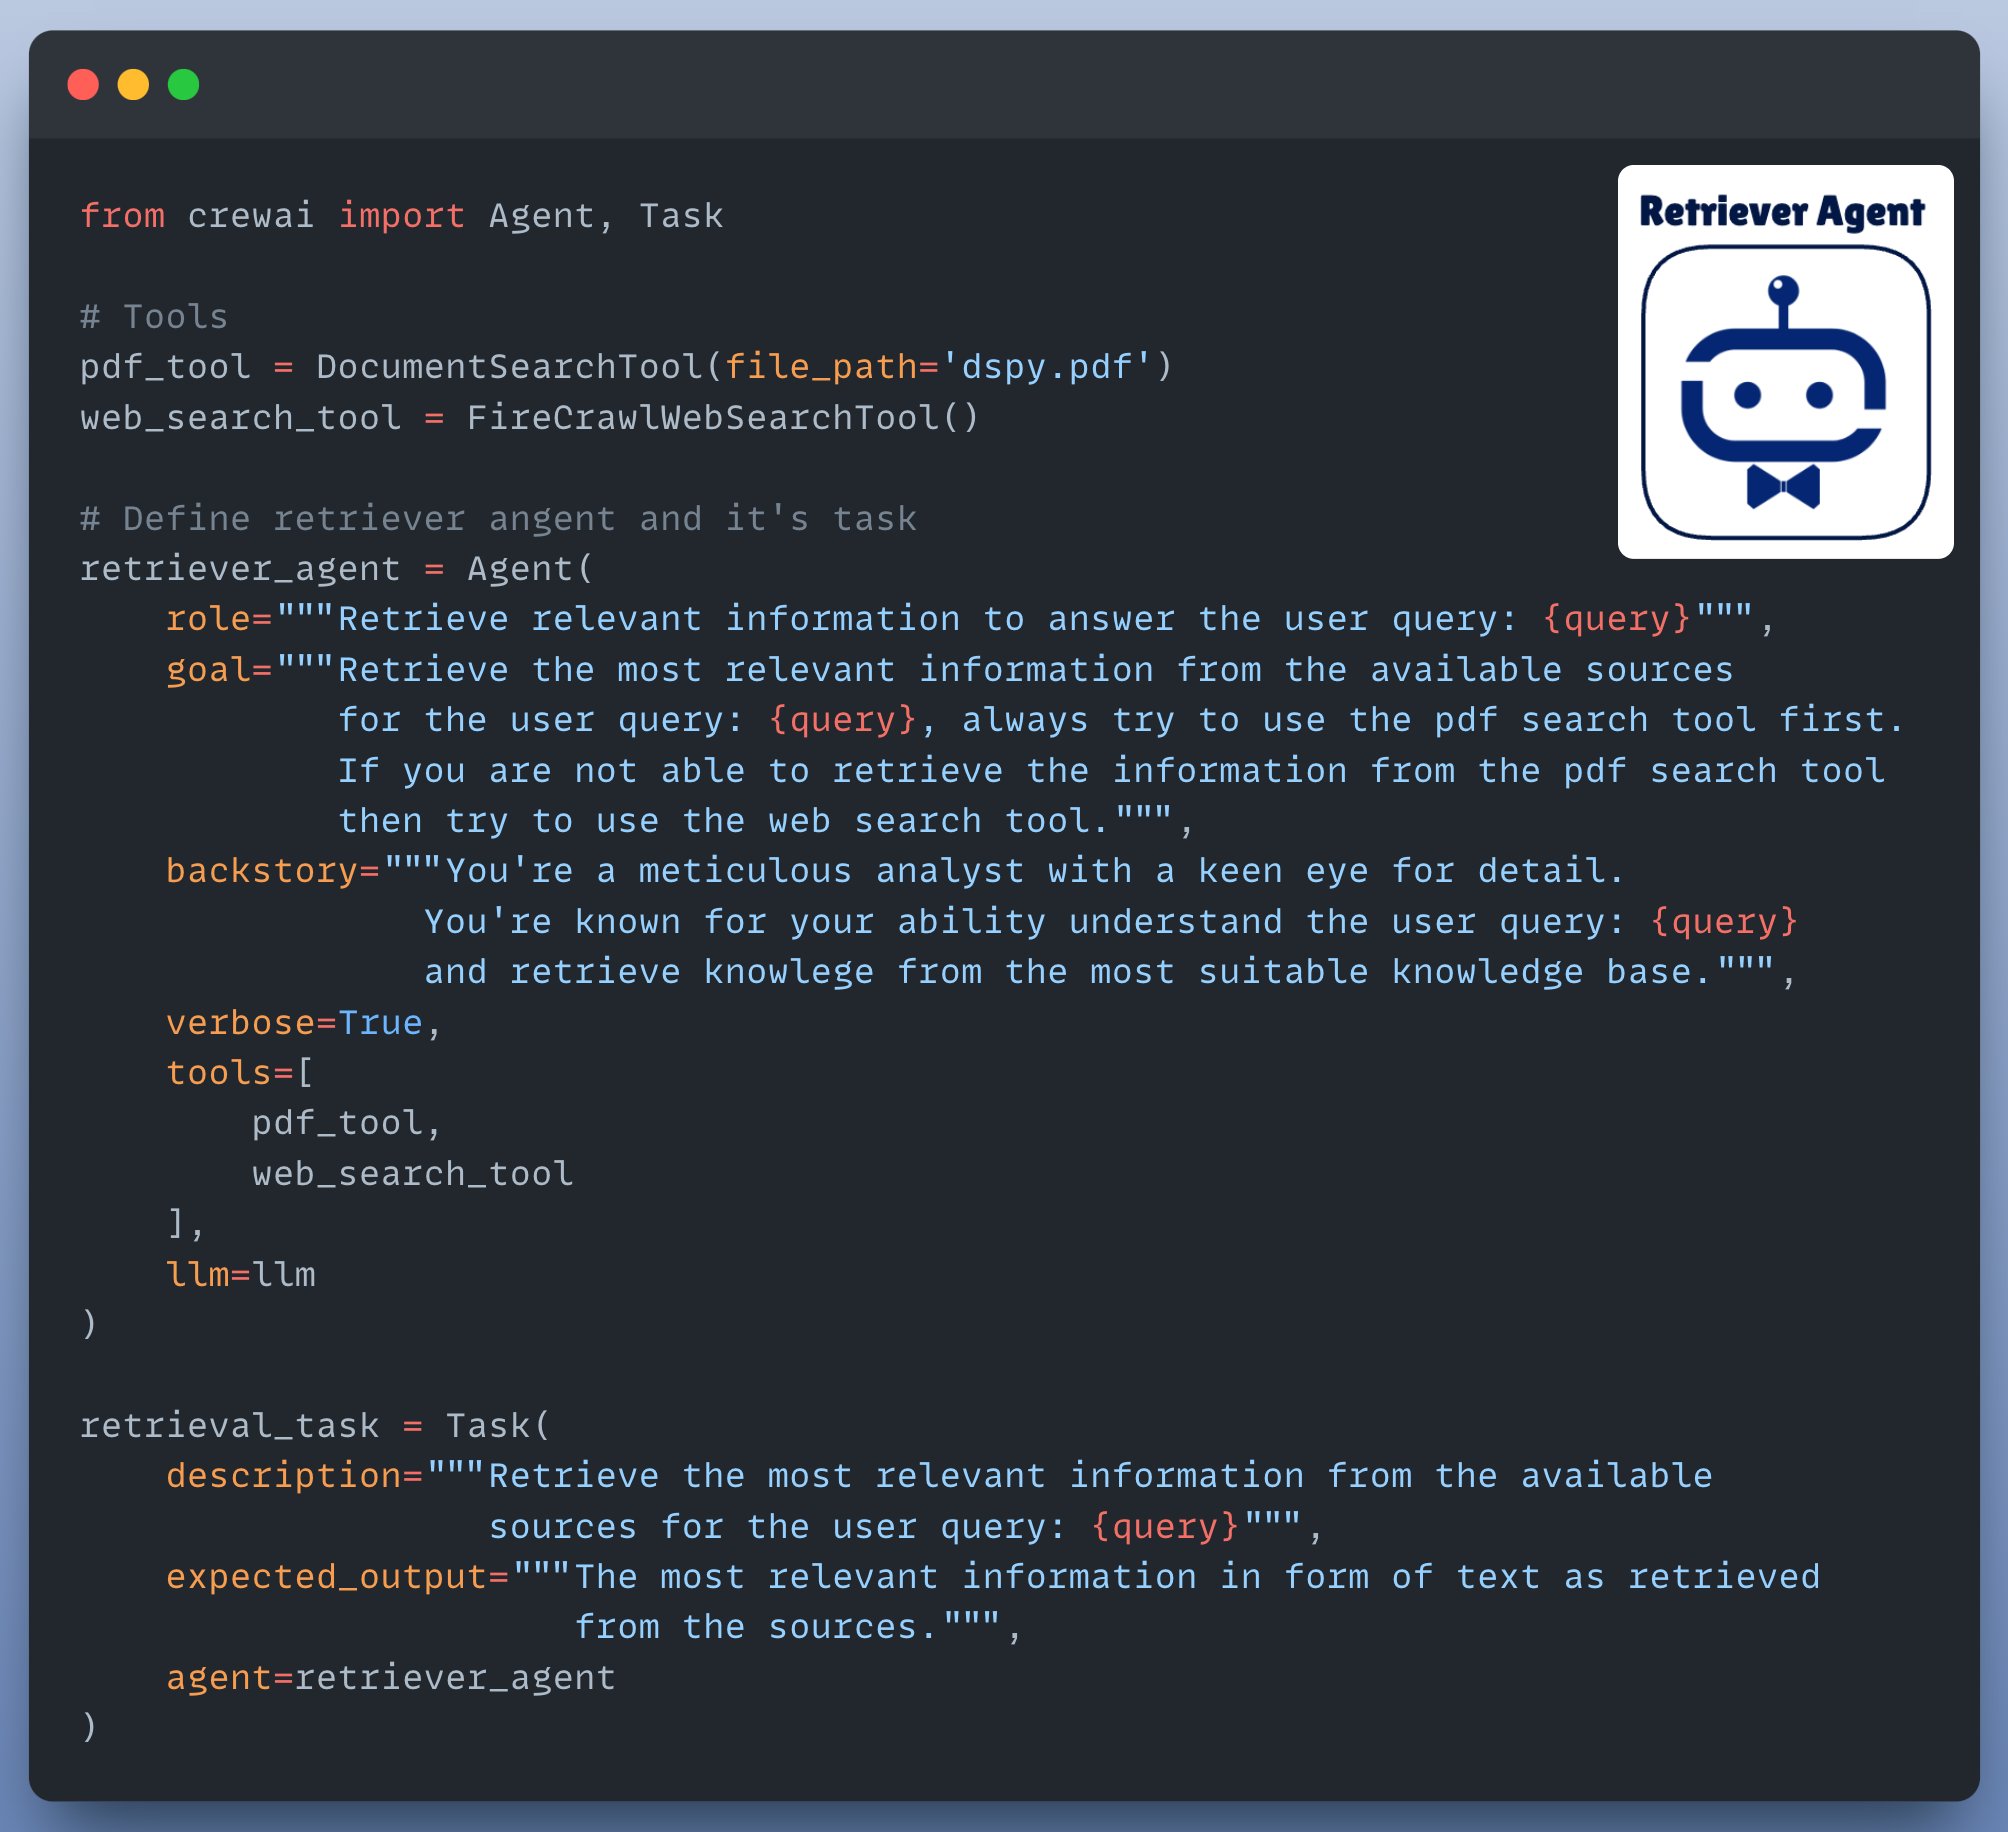 Retriever Agent
from crewai import Agent, Task
# Tools
pdf_tool = DocumentSearchTool(file_path='dspy.pdf')
web_search_tool = FireCrawlWebSearchTool()
# Define retriever angent and it's task
retriever_agent = Agent(
    role="""Retrieve relevant information to answer the user query: {query}""",
    goal="""Retrieve the most relevant information from the available sources
            for the user query: {query}, always try to use the pdf search tool first.
            If you are not able to retrieve the information from the pdf search tool
            then try to use the web search tool.""",
    backstory="""You're a meticulous analyst with a keen eye for detail.
                You're known for your ability understand the user query: {query}
                and retrieve knowlege from the most suitable knowledge base.""",
    verbose=True,
    tools=[
        pdf_tool,
        web_search_tool
    ],
    llm=llm
)
retrieval_task = Task(
    description="""Retrieve the most relevant information from the available
                   sources for the user query: {query}""",
    expected_output="""The most relevant information in form of text as retrieved
                       from the sources.""",
    agent=retriever_agent
)